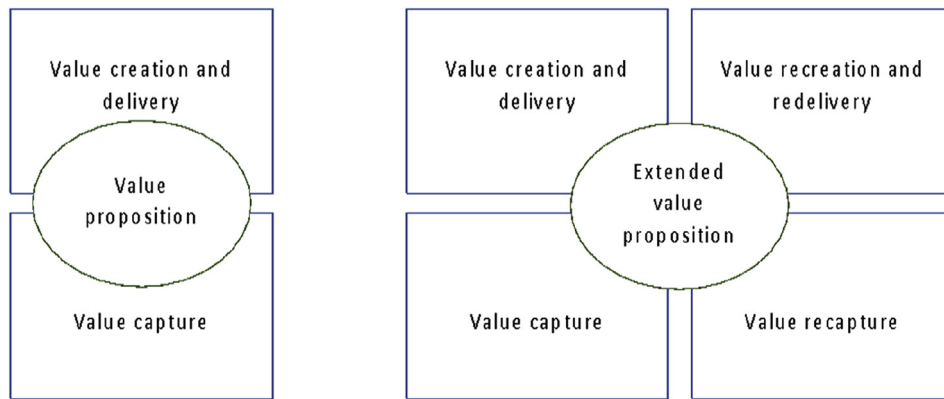 Value creation and
delivery
Value
proposition
Value capture
Value creation and
delivery
Value recreation and
redelivery
Extended
value
proposition
Value capture
Value recapture